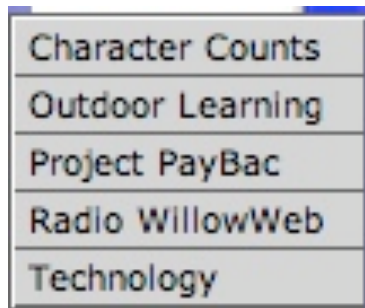 Character Counts
Outdoor Learning
Project PayBac
Radio WillowWeb
Technology